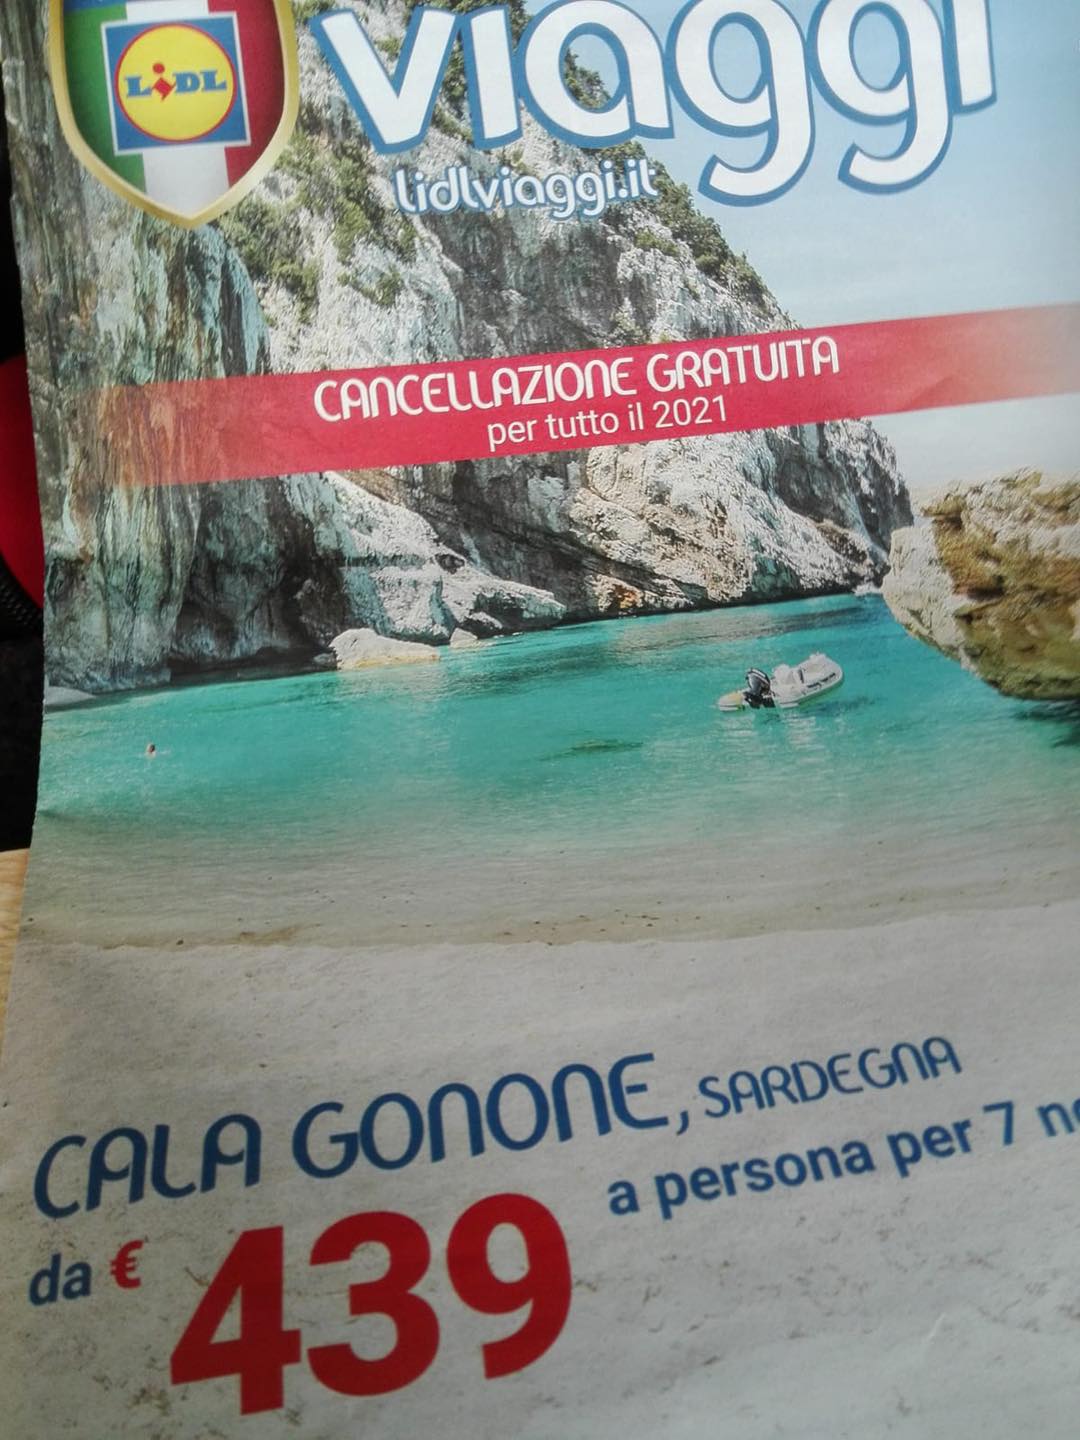 LIDL
viaggi
lidlviaggi.it
CANCELLAZIONE GRATUITA
per tutto il 2021
CALA GONONE, SARDEGNA
da € 439
a persona per 7